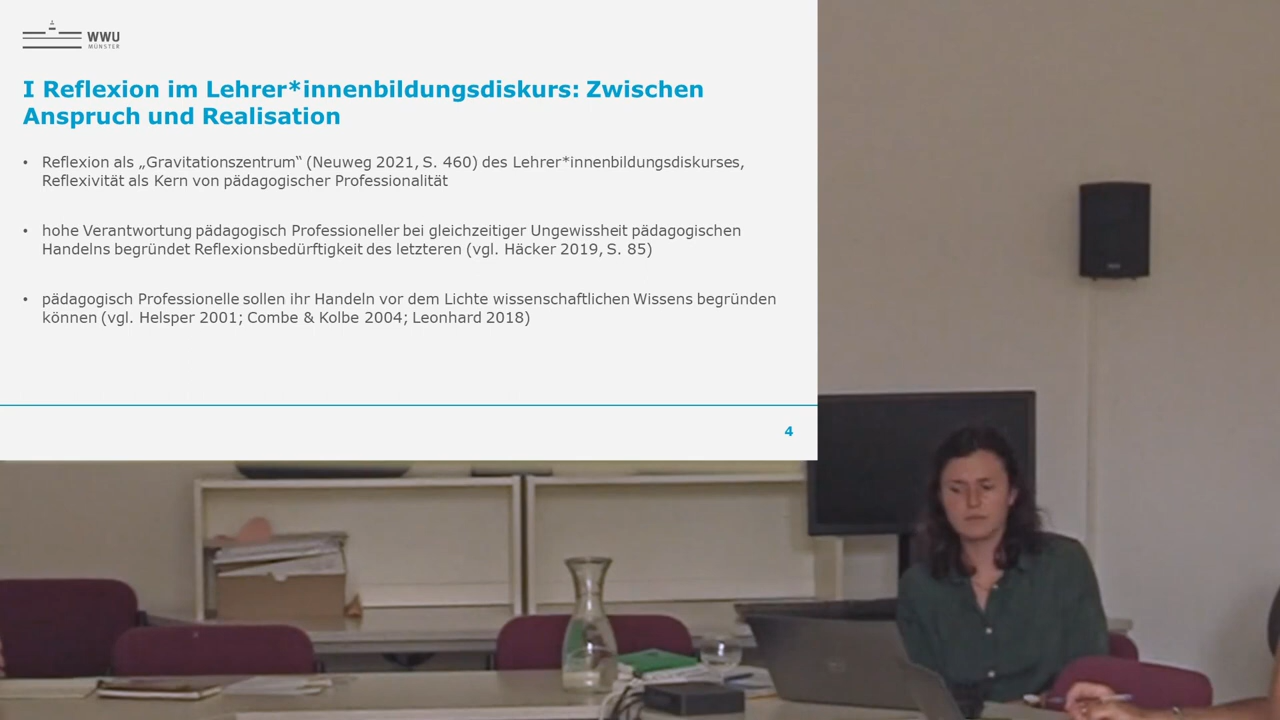 WWU
MÜNSTER
I Reflexion im Lehrer*innenbildungsdiskurs: Zwischen
Anspruch und Realisation
• Reflexion als „Gravitationszentrum“ (Neuweg 2021, S. 460) des Lehrer*innenbildungsdiskurses,
Reflexivität als Kern von pädagogischer Professionalität
• hohe Verantwortung pädagogisch Professioneller bei gleichzeitiger Ungewissheit pädagogischen
Handelns begründet Reflexionsbedürftigkeit des letzteren (vgl. Häcker 2019, S. 85)
• pädagogisch Professionelle sollen ihr Handeln vor dem Lichte wissenschaftlichen Wissens begründen
können (vgl. Helsper 2001; Combe & Kolbe 2004; Leonhard 2018)
4